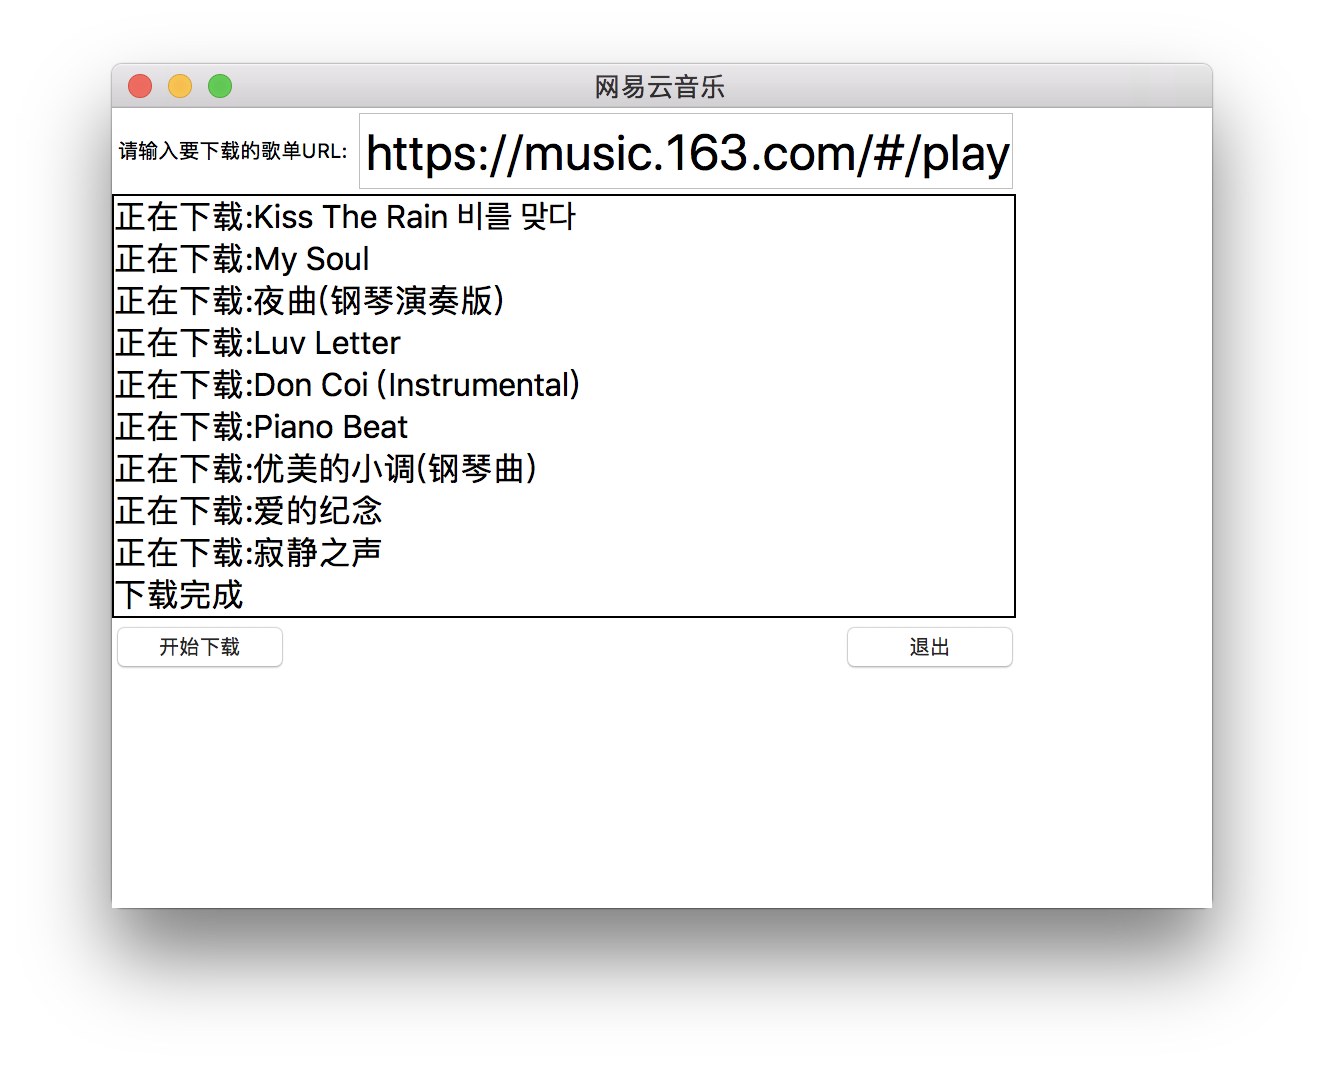 网易云音乐
请输入要下载的歌单URL:
https://music.163.com/#/play
正在下载:Kiss The Rain 비를 맞다
正在下载:My Soul
正在下载:夜曲(钢琴演奏版)
正在下载:Luv Letter
正在下载:Don Coi (Instrumental)
正在下载:Piano Beat
正在下载:优美的小调(钢琴曲)
正在下载:爱的纪念
正在下载:寂静之声
下载完成
开始下载
退出